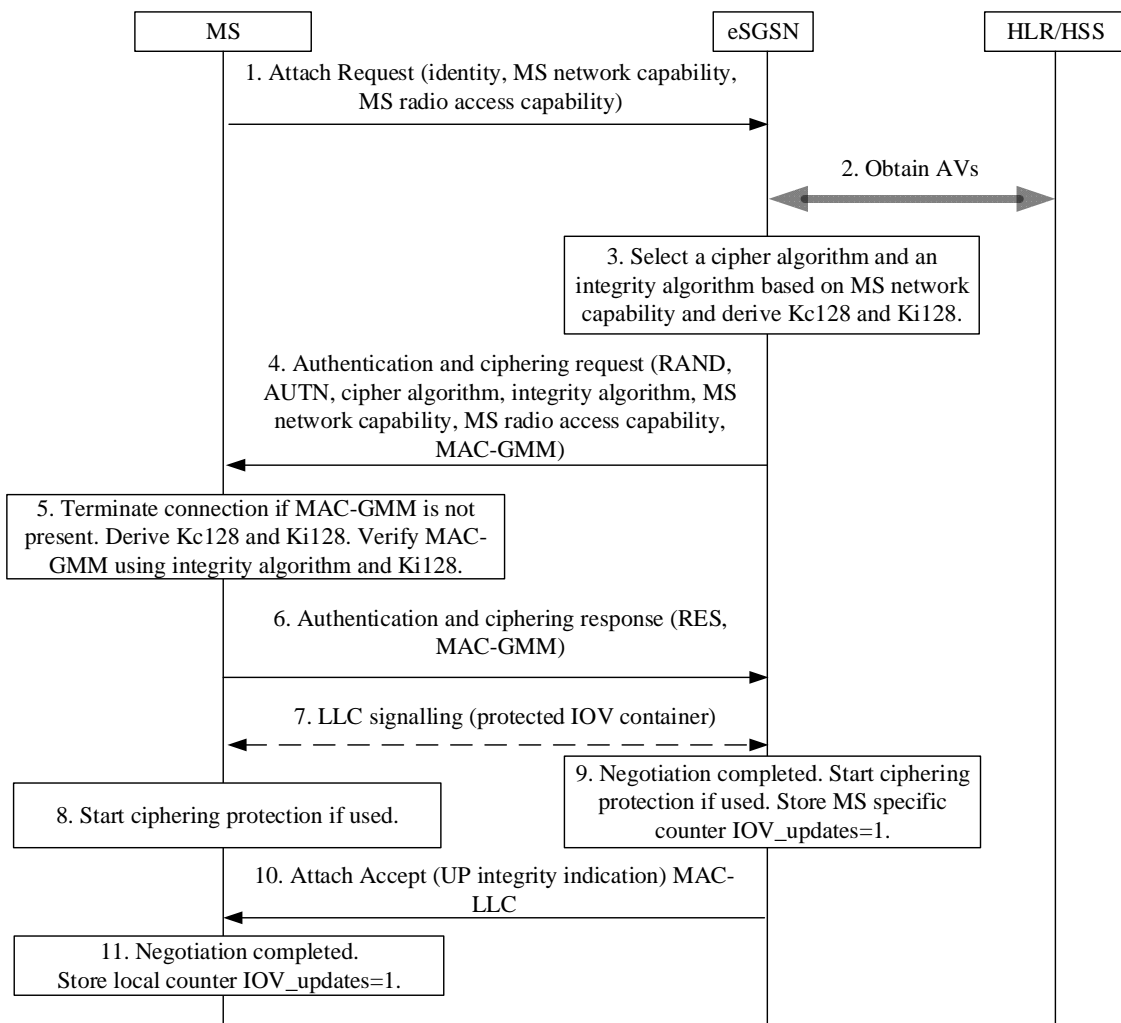 MS
eSGSN
HLR/HSS
1. Attach Request (identity, MS network capability,
MS radio access capability)
2. Obtain AVs
3. Select a cipher algorithm and an
integrity algorithm based on MS network
capability and derive Kc128 and Ki128.
4. Authentication and ciphering request (RAND,
AUTN, cipher algorithm, integrity algorithm, MS
network capability, MS radio access capability,
MAC-GMM)
5. Terminate connection if MAC-GMM is not
present. Derive Kc128 and Ki128. Verify MAC-
GMM using integrity algorithm and Ki128.
6. Authentication and ciphering response (RES,
MAC-GMM)
7. LLC signalling (protected IOV container)
8. Start ciphering protection if used.
9. Negotiation completed. Start ciphering
protection if used. Store MS specific
counter IOV_updates=1.
10. Attach Accept (UP integrity indication) MAC-
LLC
11. Negotiation completed.
Store local counter IOV_updates=1.